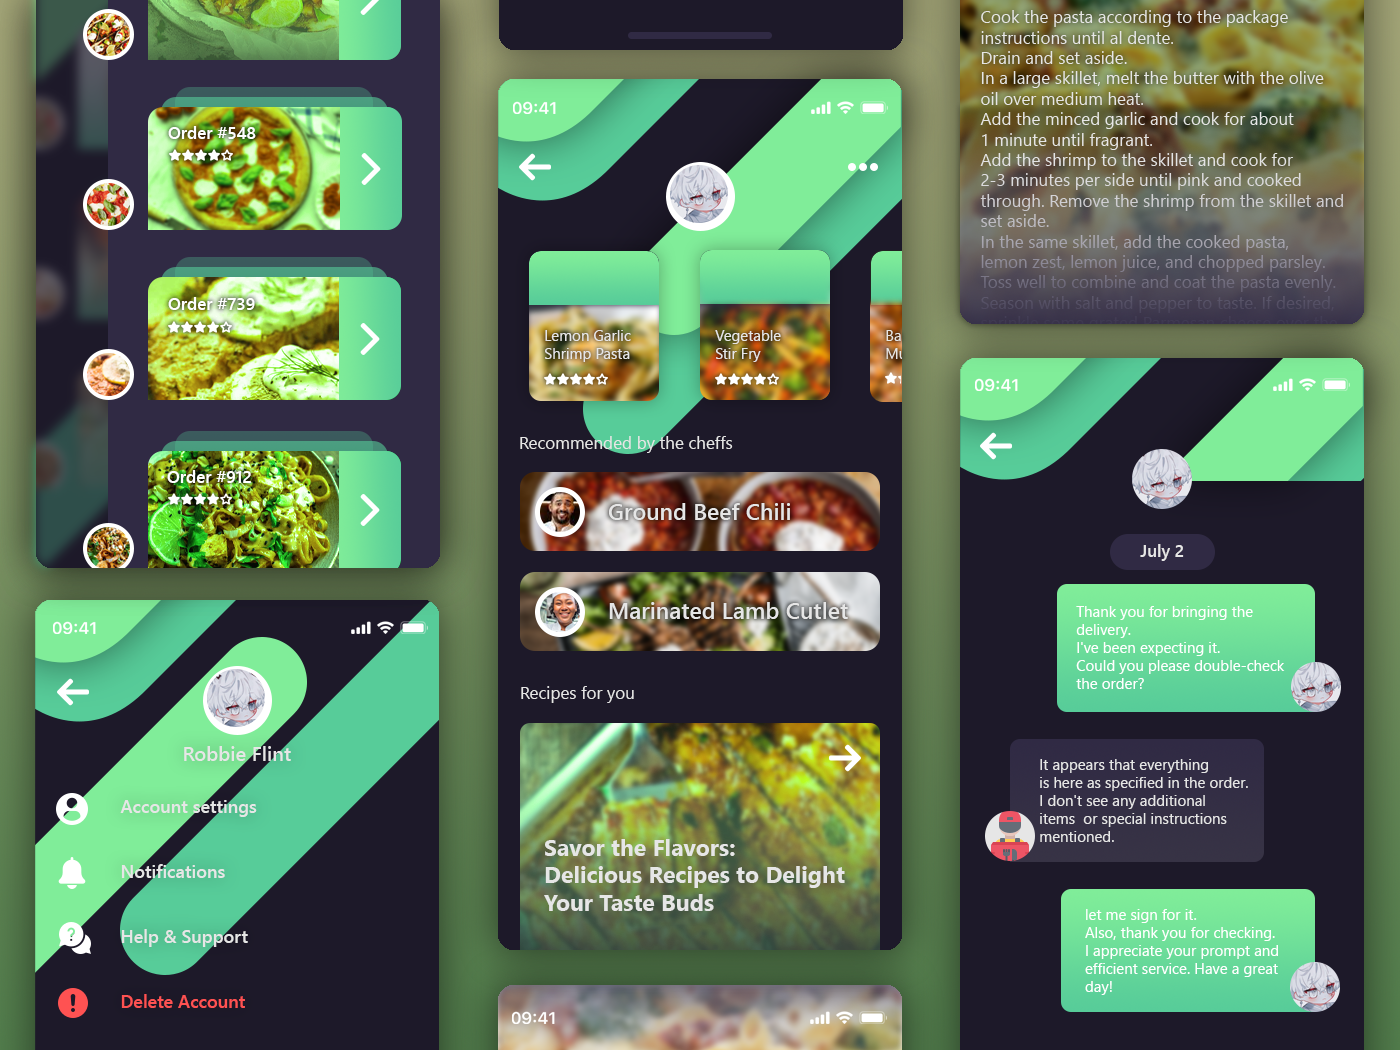 Order #548
Order #739
Order #912
09:41
Robbie Flint
Account settings
Notifications
Help & Support
Delete Account
09:41
Lemon Garlic
Shrimp Pasta
Vegetable
Stir Fry
Ba
Mu
Recommended by the cheffs
Ground Beef Chili
Marinated Lamb Cutlet
Recipes for you
Savor the Flavors:
Delicious Recipes to Delight
Your Taste Buds
09:41
Cook the pasta according to the package
instructions until al dente.
Drain and set aside.
In a large skillet, melt the butter with the olive
oil over medium heat.
Add the minced garlic and cook for about
1 minute until fragrant.
Add the shrimp to the skillet and cook for
2-3 minutes per side until pink and cooked
through. Remove the shrimp from the skillet and
set aside.
In the same skillet, add the cooked pasta,
lemon zest, lemon juice, and chopped parsley.
Toss well to combine and coat the pasta evenly.
Season with salt and pepper to taste. If desired,
09:41
July 2
Thank you for bringing the
delivery.
I've been expecting it.
Could you please double-check
the order?
It appears that everything
is here as specified in the order.
I don't see any additional
items or special instructions
mentioned.
let me sign for it.
Also, thank you for checking.
I appreciate your prompt and
efficient service. Have a great
day!